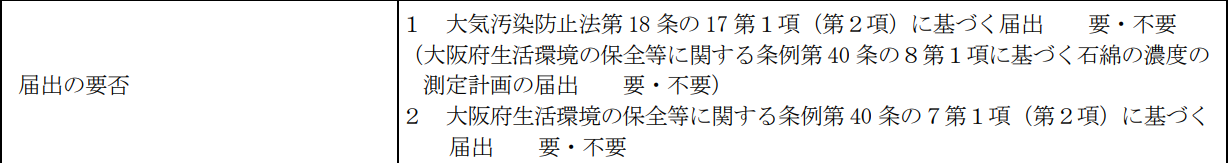 届出の要否
１　大気汚染防止法第 18 条の 17 第１項（第２項）に基づく届出　　要・不要
（大阪府生活環境の保全等に関する条例第 40 条の８第１項に基づく石綿の濃度の
測定計画の届出　　要・不要）
２　大阪府生活環境の保全等に関する条例第 40 条の７第１項（第２項）に基づく
届出　　要・不要